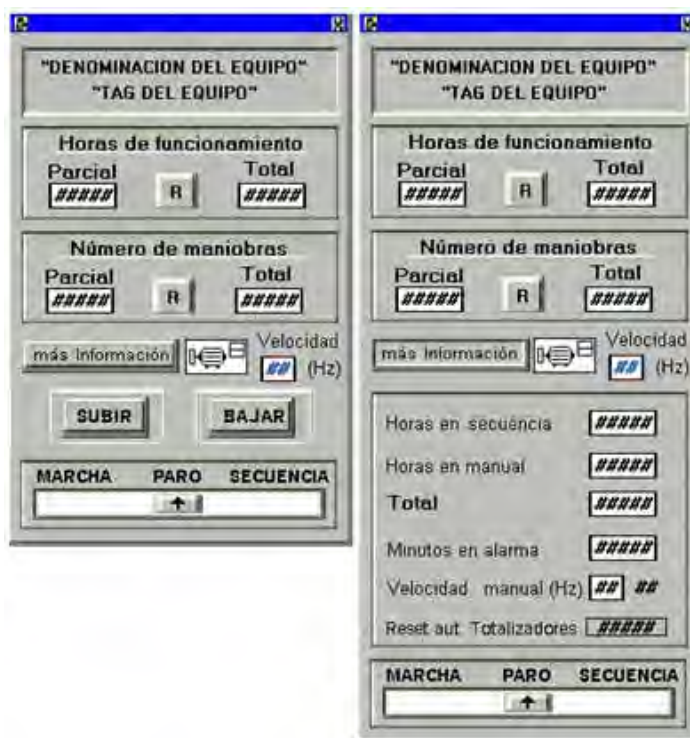 "DENOMINACION DEL EQUIPO"
"TAG DEL EQUIPO"
Horas de funcionamiento
Parcial Total
##### R #####
Número de maniobras
Parcial Total
##### R #####
más Información Velocidad
## (Hz)
SUBIR BAJAR
MARCHA PARO SECUENCIA
"DENOMINACION DEL EQUIPO"
"TAG DEL EQUIPO"
Horas de funcionamiento
Parcial Total
##### R #####
Número de maniobras
Parcial Total
##### R #####
más Información Velocidad
## (Hz)
Horas en secuencia #####
Horas en manual #####
Total #####
Minutos en alarma #####
Velocidad manual (Hz) ## ##
Reset aut. Totalizadores #####
MARCHA PARO SECUENCIA